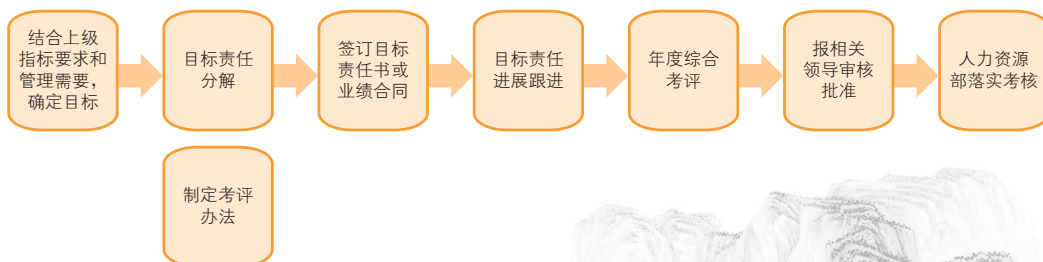 结合上级
指标要求和
管理需要，
确定目标
目标责任
分解
签订目标
责任书或
业绩合同
目标责任
进展跟进
年度综合
考评
报相关
领导审核
批准
人力资源
部落实考核
制定考评
办法